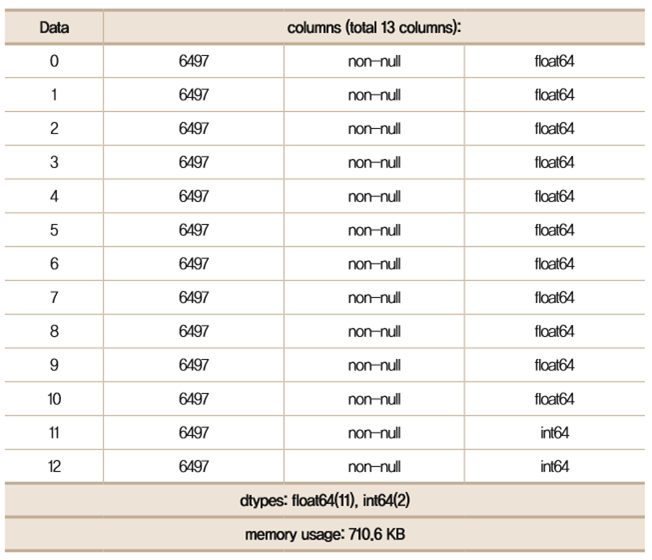 Data columns (total 13 columns):
0 6497 non-null float64
1 6497 non-null float64
2 6497 non-null float64
3 6497 non-null float64
4 6497 non-null float64
5 6497 non-null float64
6 6497 non-null float64
7 6497 non-null float64
8 6497 non-null float64
9 6497 non-null float64
10 6497 non-null float64
11 6497 non-null int64
12 6497 non-null int64
dtypes: float64(11), int64(2)
memory usage: 710.6 KB